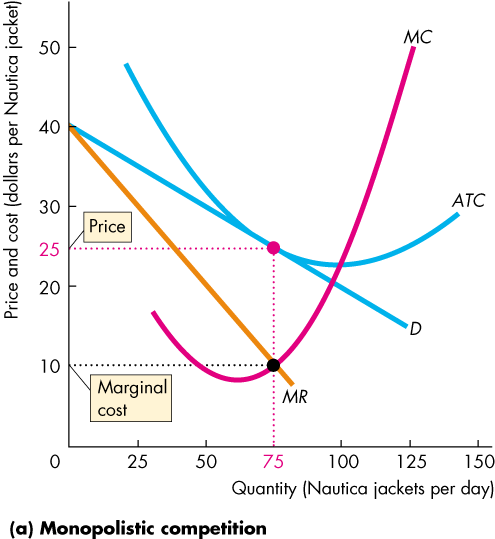 Price and cost (dollars per Nautica jacket)
50
40
30
25
20
10
0
Price
Marginal
cost
MC
ATC
D
MR
25
50
75
100
125
150
Quantity (Nautica jackets per day)
(a) Monopolistic competition